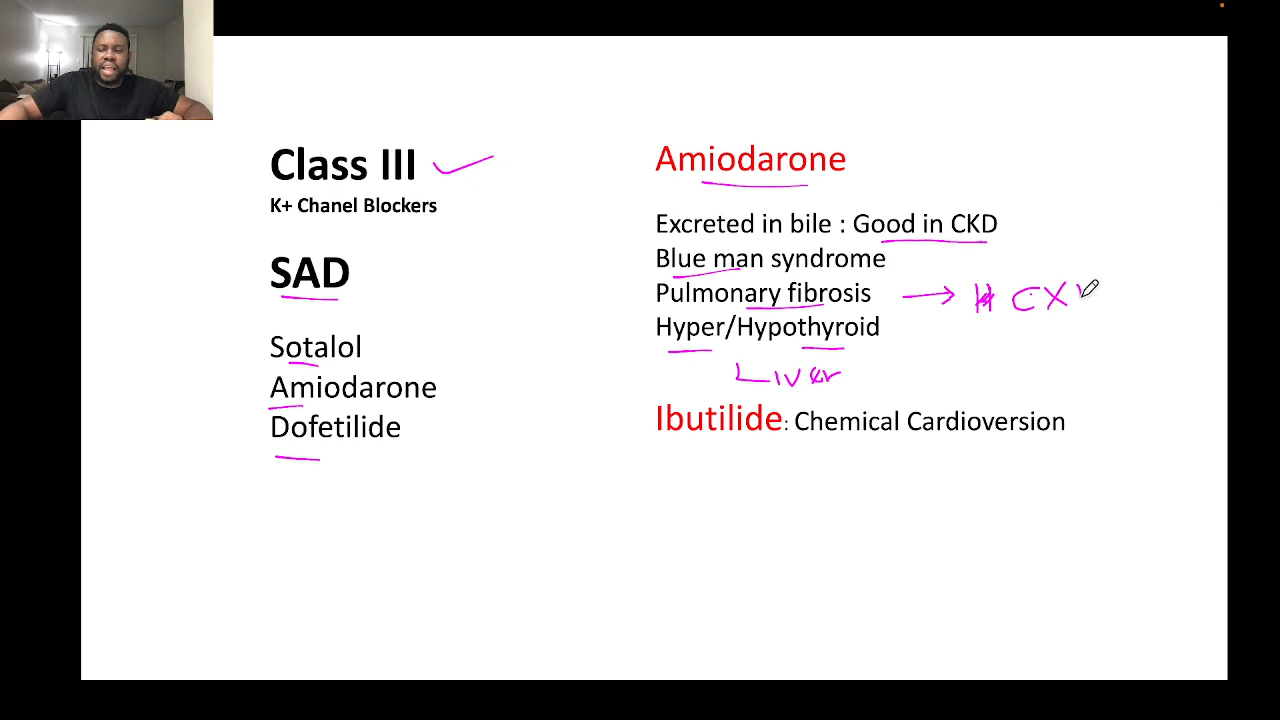 Class III
K+ Chanel Blockers
SAD
Sotalol
Amiodarone
Dofetilide
Amiodarone
Excreted in bile : Good in CKD
Blue man syndrome
Pulmonary fibrosis → CX
Hyper/Hypothyroid
Liver
Ibutilide: Chemical Cardioversion